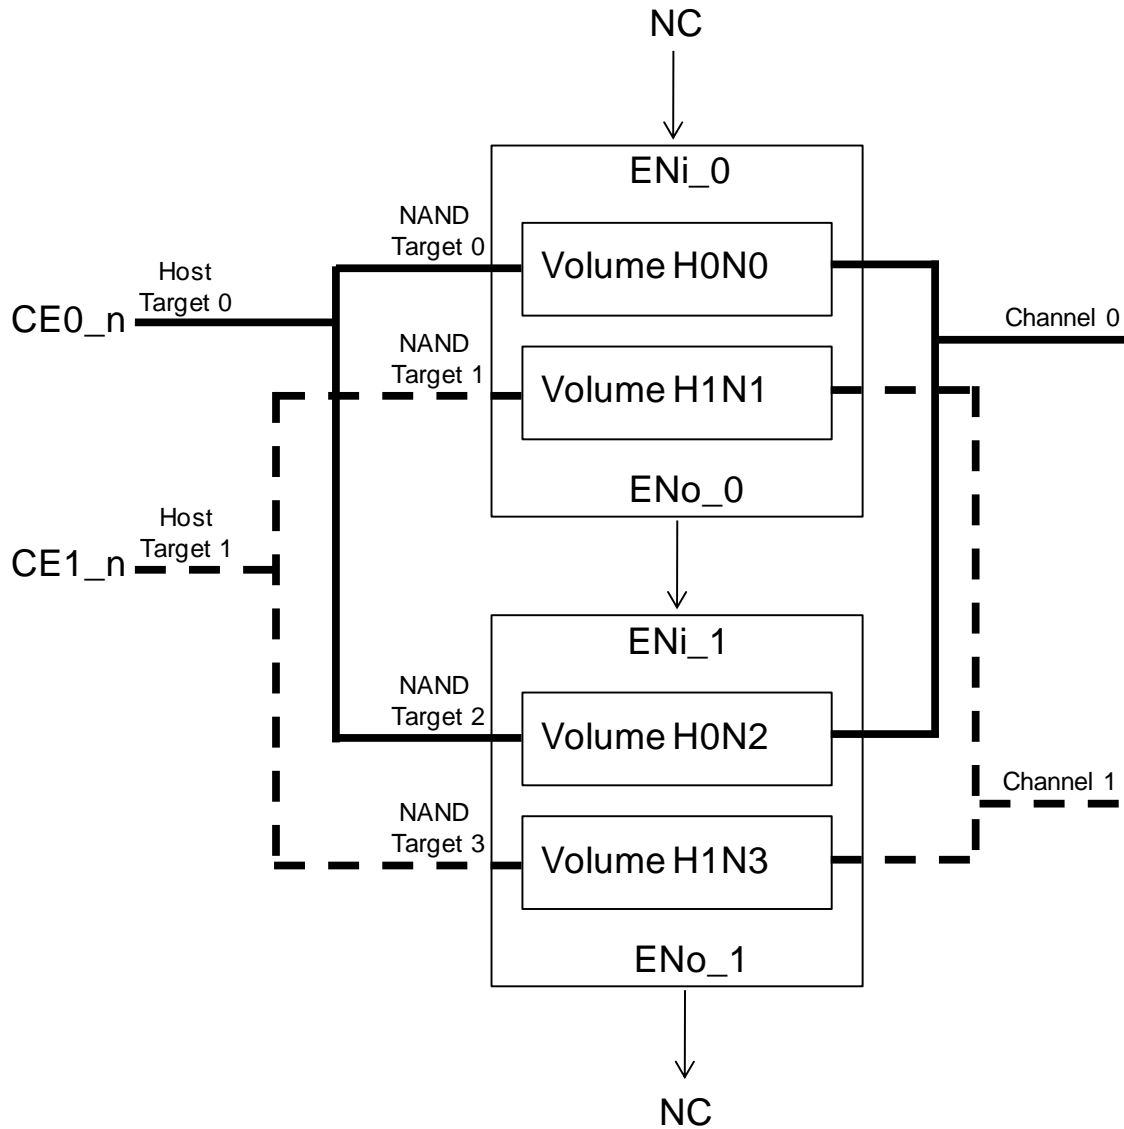 NC
ENi_0
NAND
Target 0
Volume H0N0
Host
Target 0
CE0_n
Channel 0
NAND
Target 1
Volume H1N1
ENo_0
Host
Target 1
CE1_n
ENi_1
NAND
Target 2
Volume H0N2
Channel 1
NAND
Target 3
Volume H1N3
ENo_1
NC